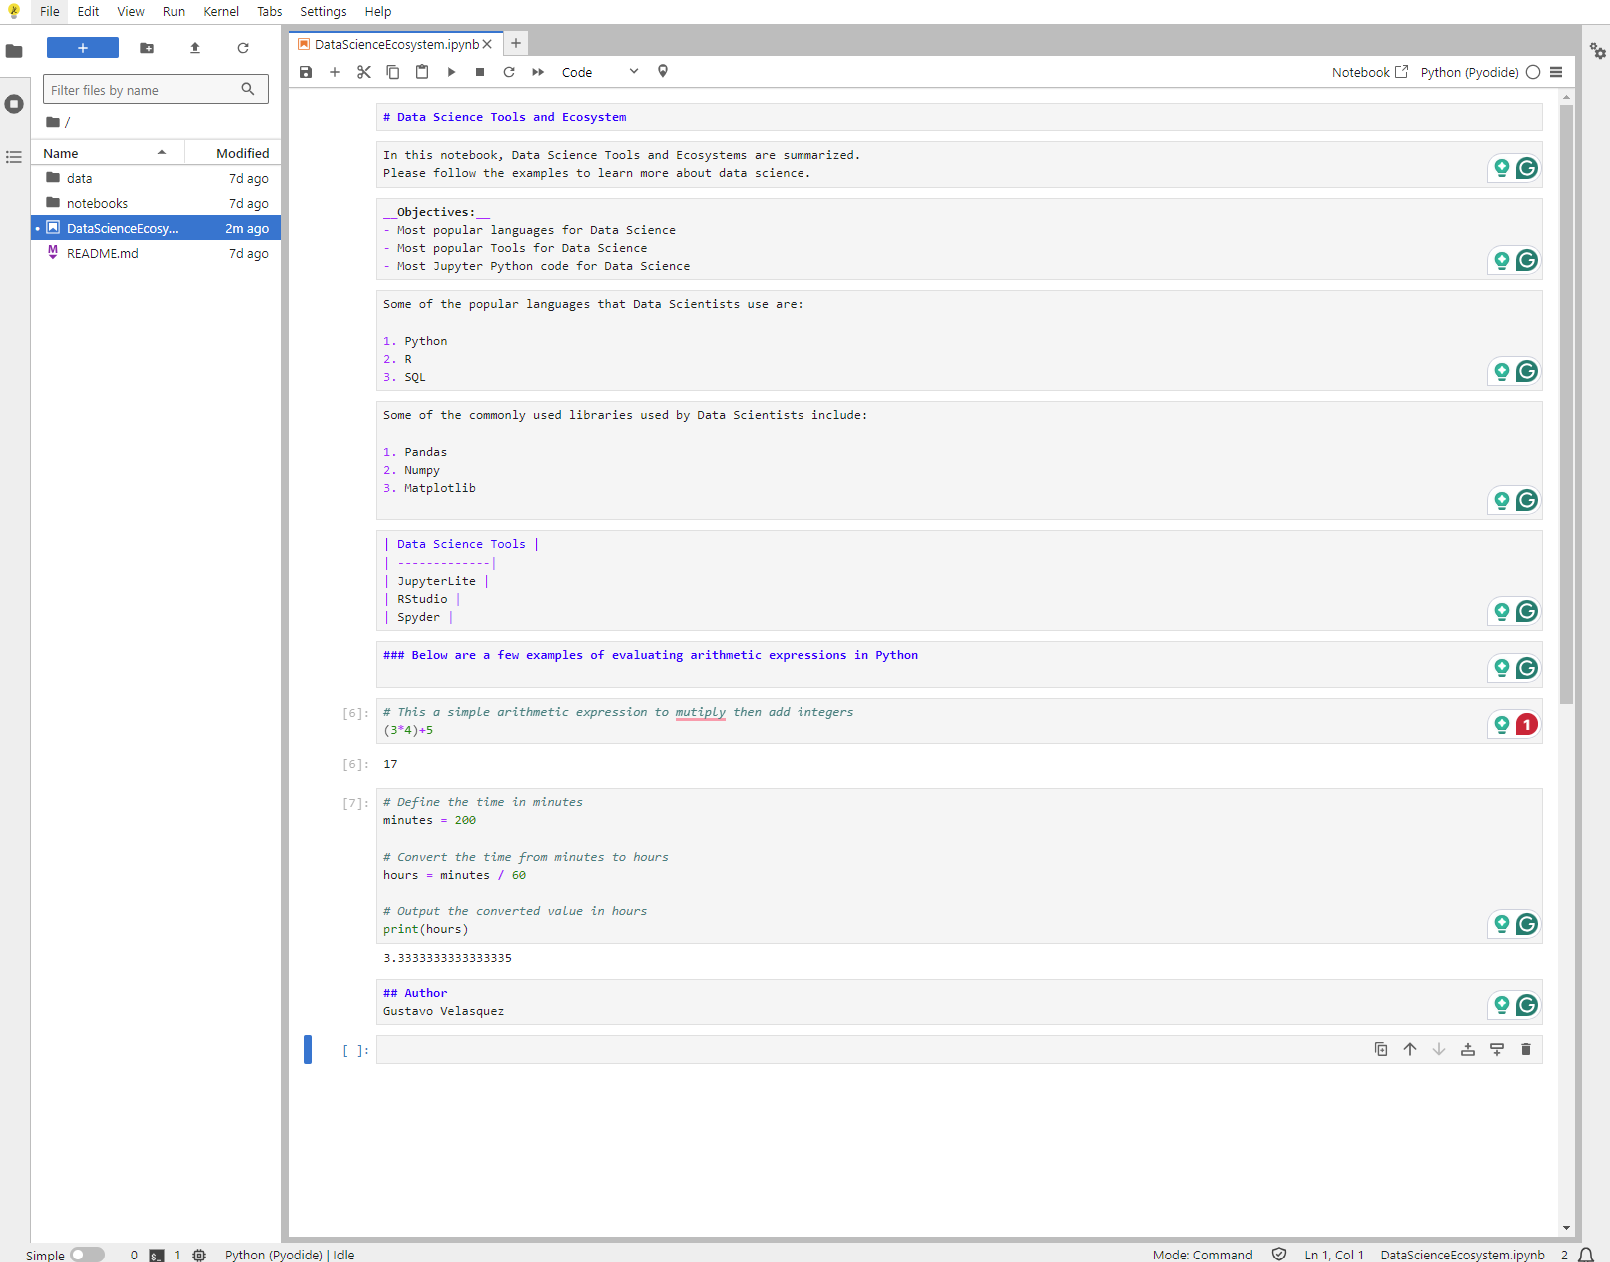 File Edit View Run Kernel Tabs Settings Help
+
DataScienceEcosystem.ipynb
+
Code
Notebook
Python (Pyodide)
Filter files by name
/
Name
Modified
data 7d ago
notebooks 7d ago
DataScienceEcosy... 2m ago
README.md 7d ago
# Data Science Tools and Ecosystem
In this notebook, Data Science Tools and Ecosystems are summarized.
Please follow the examples to learn more about data science.
__Objectives:__
- Most popular languages for Data Science
- Most popular Tools for Data Science
- Most Jupyter Python code for Data Science
Some of the popular languages that Data Scientists use are:
1. Python
2. R
3. SQL
Some of the commonly used libraries used by Data Scientists include:
1. Pandas
2. Numpy
3. Matplotlib
| Data Science Tools |
| -------------|
| JupyterLite |
| RStudio |
| Spyder |
### Below are a few examples of evaluating arithmetic expressions in Python
[6]: # This a simple arithmetic expression to mutiply then add integers
(3*4)+5
1
[6]: 17
[7]: # Define the time in minutes
minutes = 200
# Convert the time from minutes to hours
hours = minutes / 60
# Output the converted value in hours
print(hours)
3.3333333333333335
## Author
Gustavo Velasquez
[ ]:
Simple 0 1 Python (Pyodide) | Idle
Mode: Command Ln 1, Col 1 DataScienceEcosystem.ipynb 2